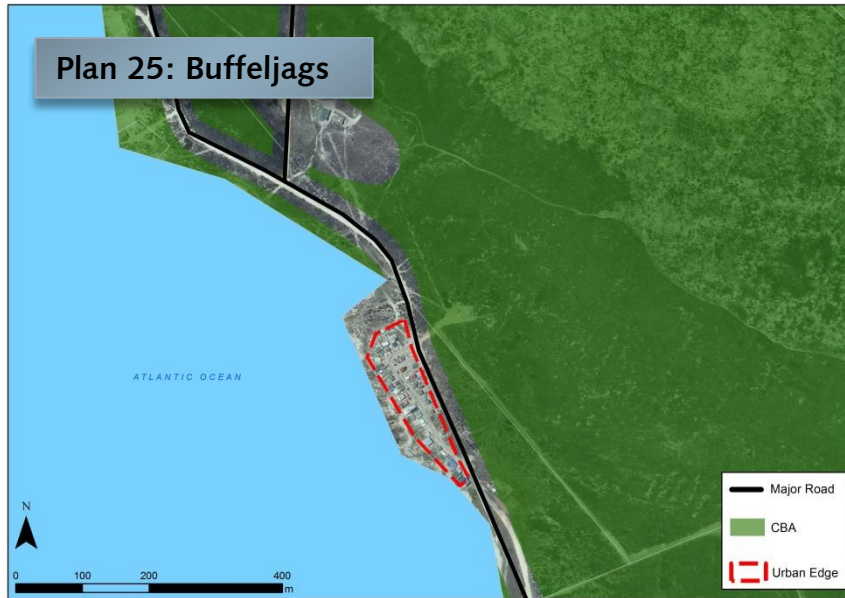 Plan 25: Buffeljags
ATLANTIC OCEAN
N
0 100 200 400
m
Major Road
CBA
Urban Edge